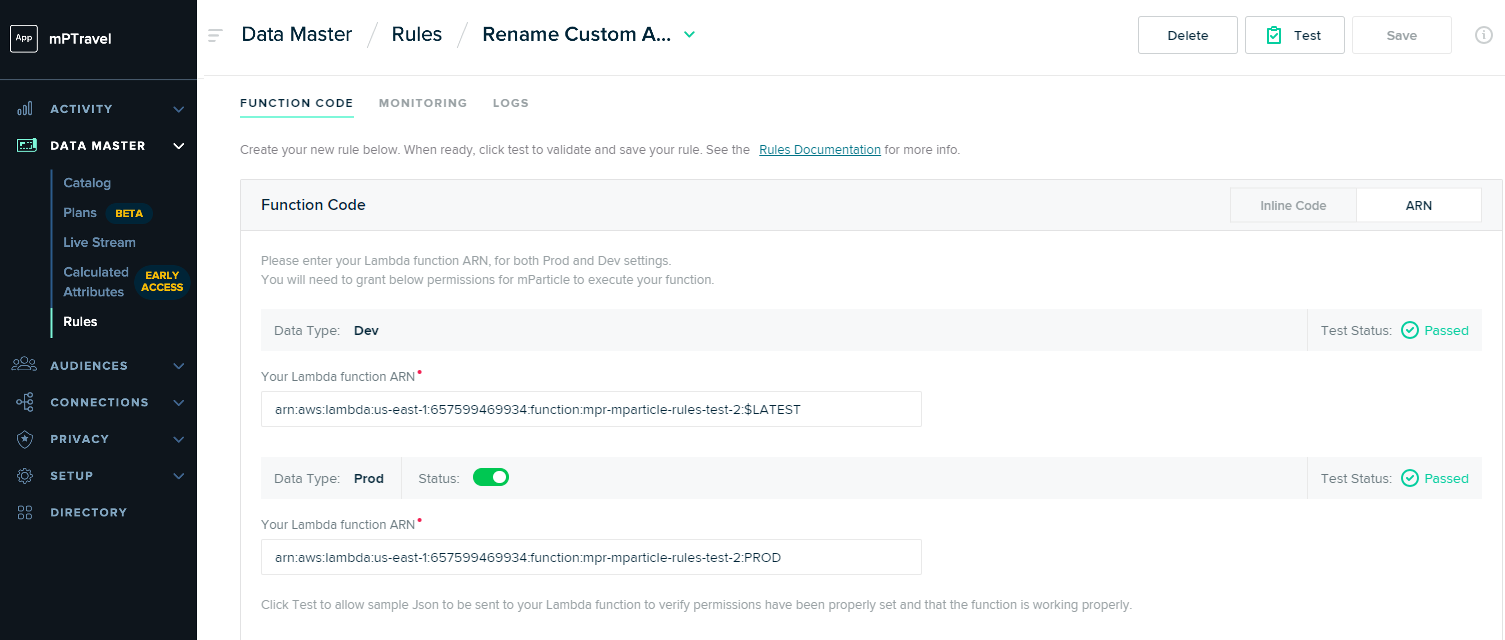 App mPTravel
ACTIVITY
DATA MASTER
Catalog
Plans BETA
Live Stream
Calculated Attributes EARLY ACCESS
Rules
AUDIENCES
CONNECTIONS
PRIVACY
SETUP
DIRECTORY
Data Master / Rules / Rename Custom A...
Delete Test Save
FUNCTION CODE MONITORING LOGS
Create your new rule below. When ready, click test to validate and save your rule. See the Rules Documentation for more info.
Function Code Inline Code ARN
Please enter your Lambda function ARN, for both Prod and Dev settings.
You will need to grant below permissions for mParticle to execute your function.
Data Type: Dev Test Status: Passed
Your Lambda function ARN
arn:aws:lambda:us-east-1:657599469934:function:mpr-mparticle-rules-test-2:$LATEST
Data Type: Prod Status: Test Status: Passed
Your Lambda function ARN
arn:aws:lambda:us-east-1:657599469934:function:mpr-mparticle-rules-test-2:PROD
Click Test to allow sample Json to be sent to your Lambda function to verify permissions have been properly set and that the function is working properly.